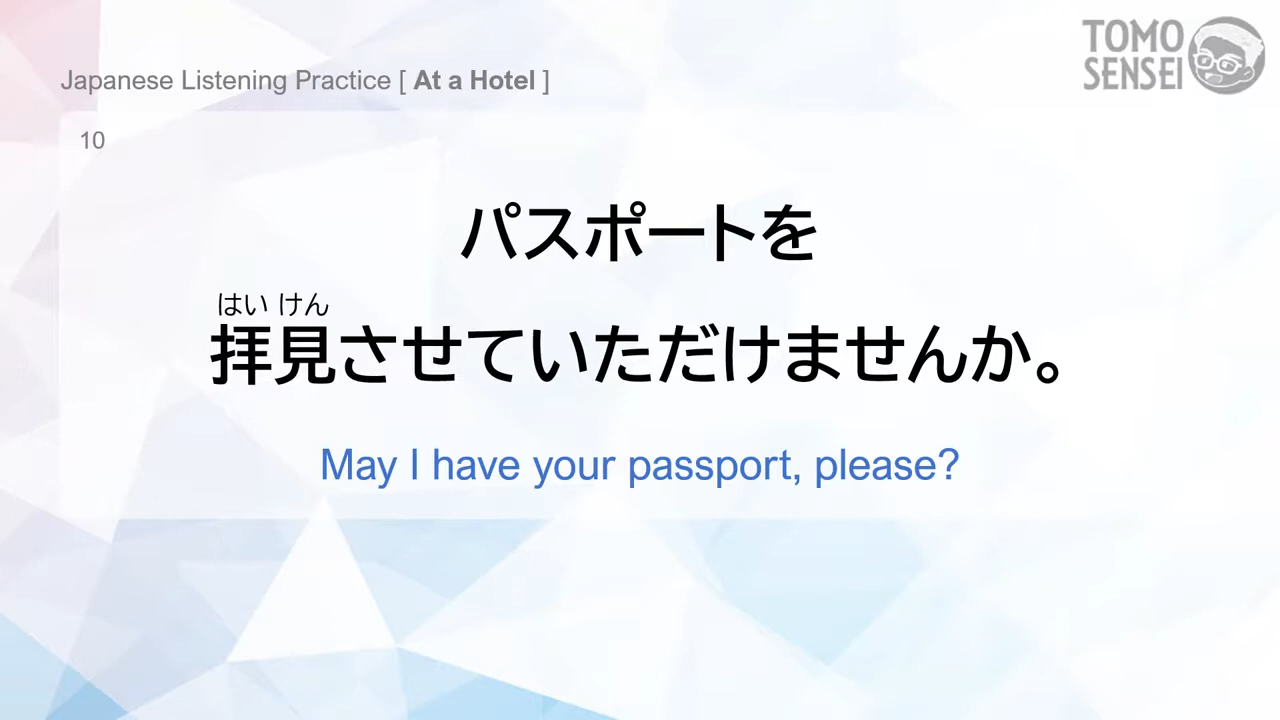 TOMO
SENSEI
Japanese Listening Practice [ At a Hotel ]
10
パスポートを
はい けん
拝見させていただけませんか。
May I have your passport, please?